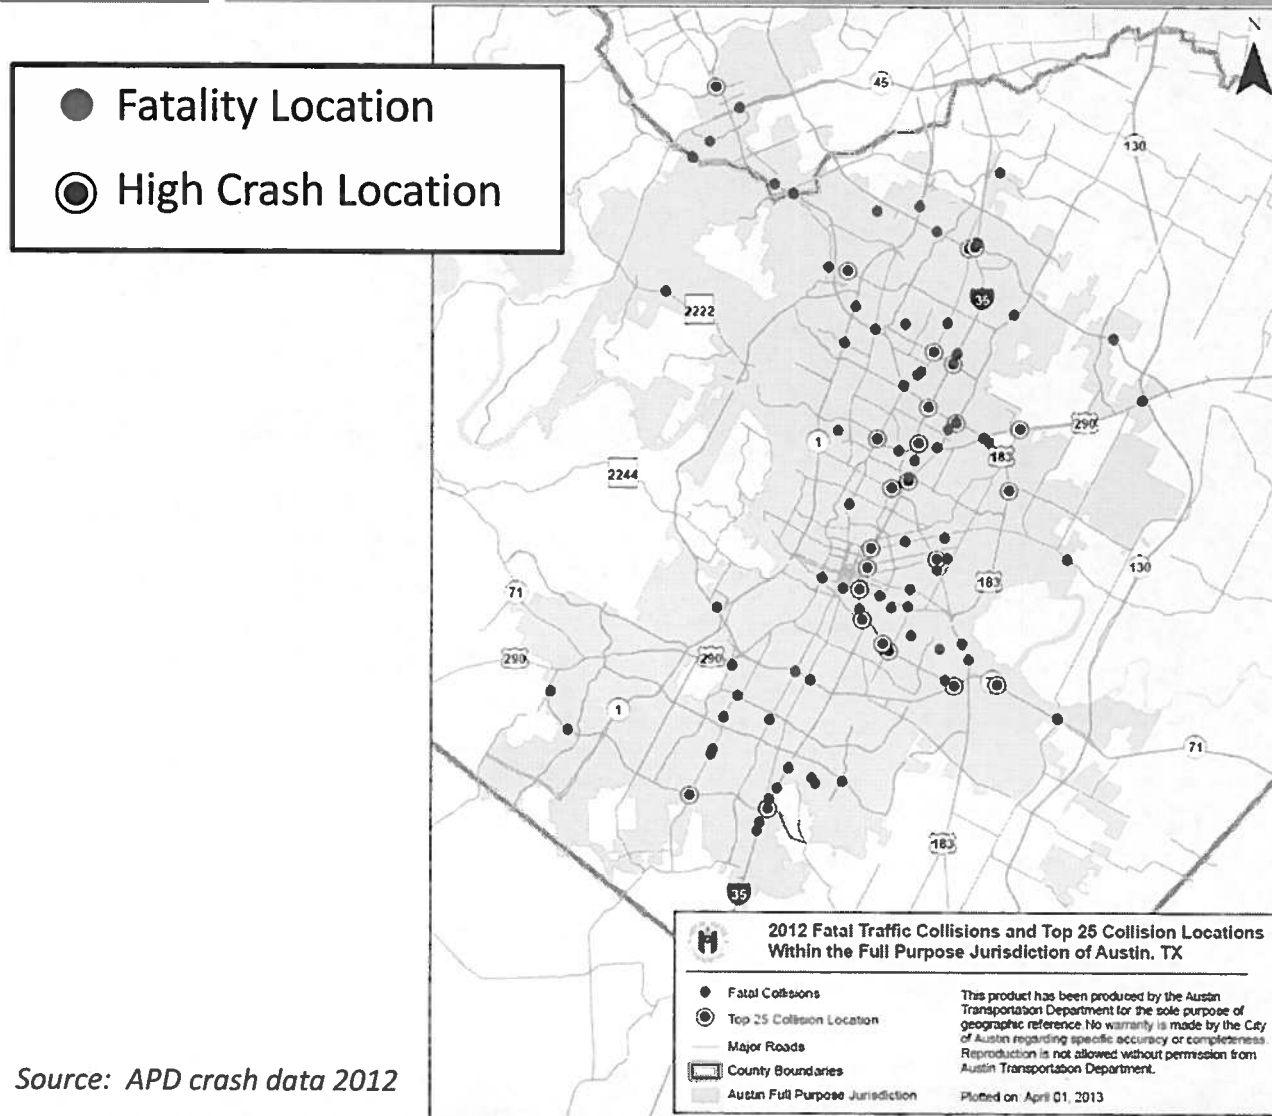 Fatality Location
High Crash Location
N
45
130
35
2222
290
1
183
2244
130
183
71
290
290
1
71
183
35
2012 Fatal Traffic Collisions and Top 25 Collision Locations
Within the Full Purpose Jurisdiction of Austin, TX
Fatal Collisions
Top 25 Collision Location
Major Roads
County Boundaries
Austin Full Purpose Jurisdiction
This product has been produced by the Austin
Transportation Department for the sole purpose of
geographic reference. No warranty is made by the City
of Austin regarding specific accuracy or completeness.
Reproduction is not allowed without permission from
Austin Transportation Department.
Plotted on: April 01, 2013
Source: APD crash data 2012